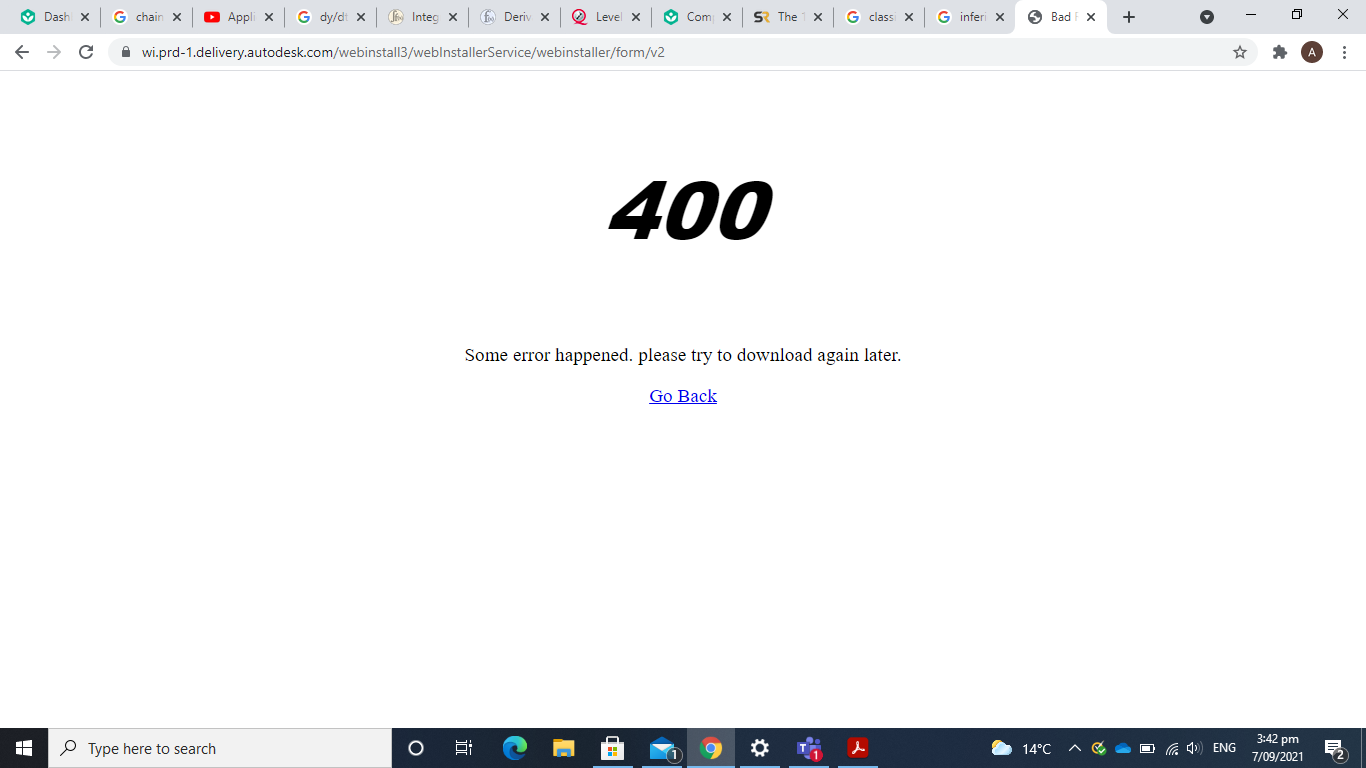 Dash
chain
Appli
dy/dt
Integ
Deriv
Level
Comp
The
classi
inferi
Bad
wi.prd-1.delivery.autodesk.com/webinstall3/webInstallerService/webinstaller/form/v2
A
400
Some error happened. please try to download again later.
Go Back
Type here to search
1
1
14°C
ENG
3:42 pm
7/09/2021
2